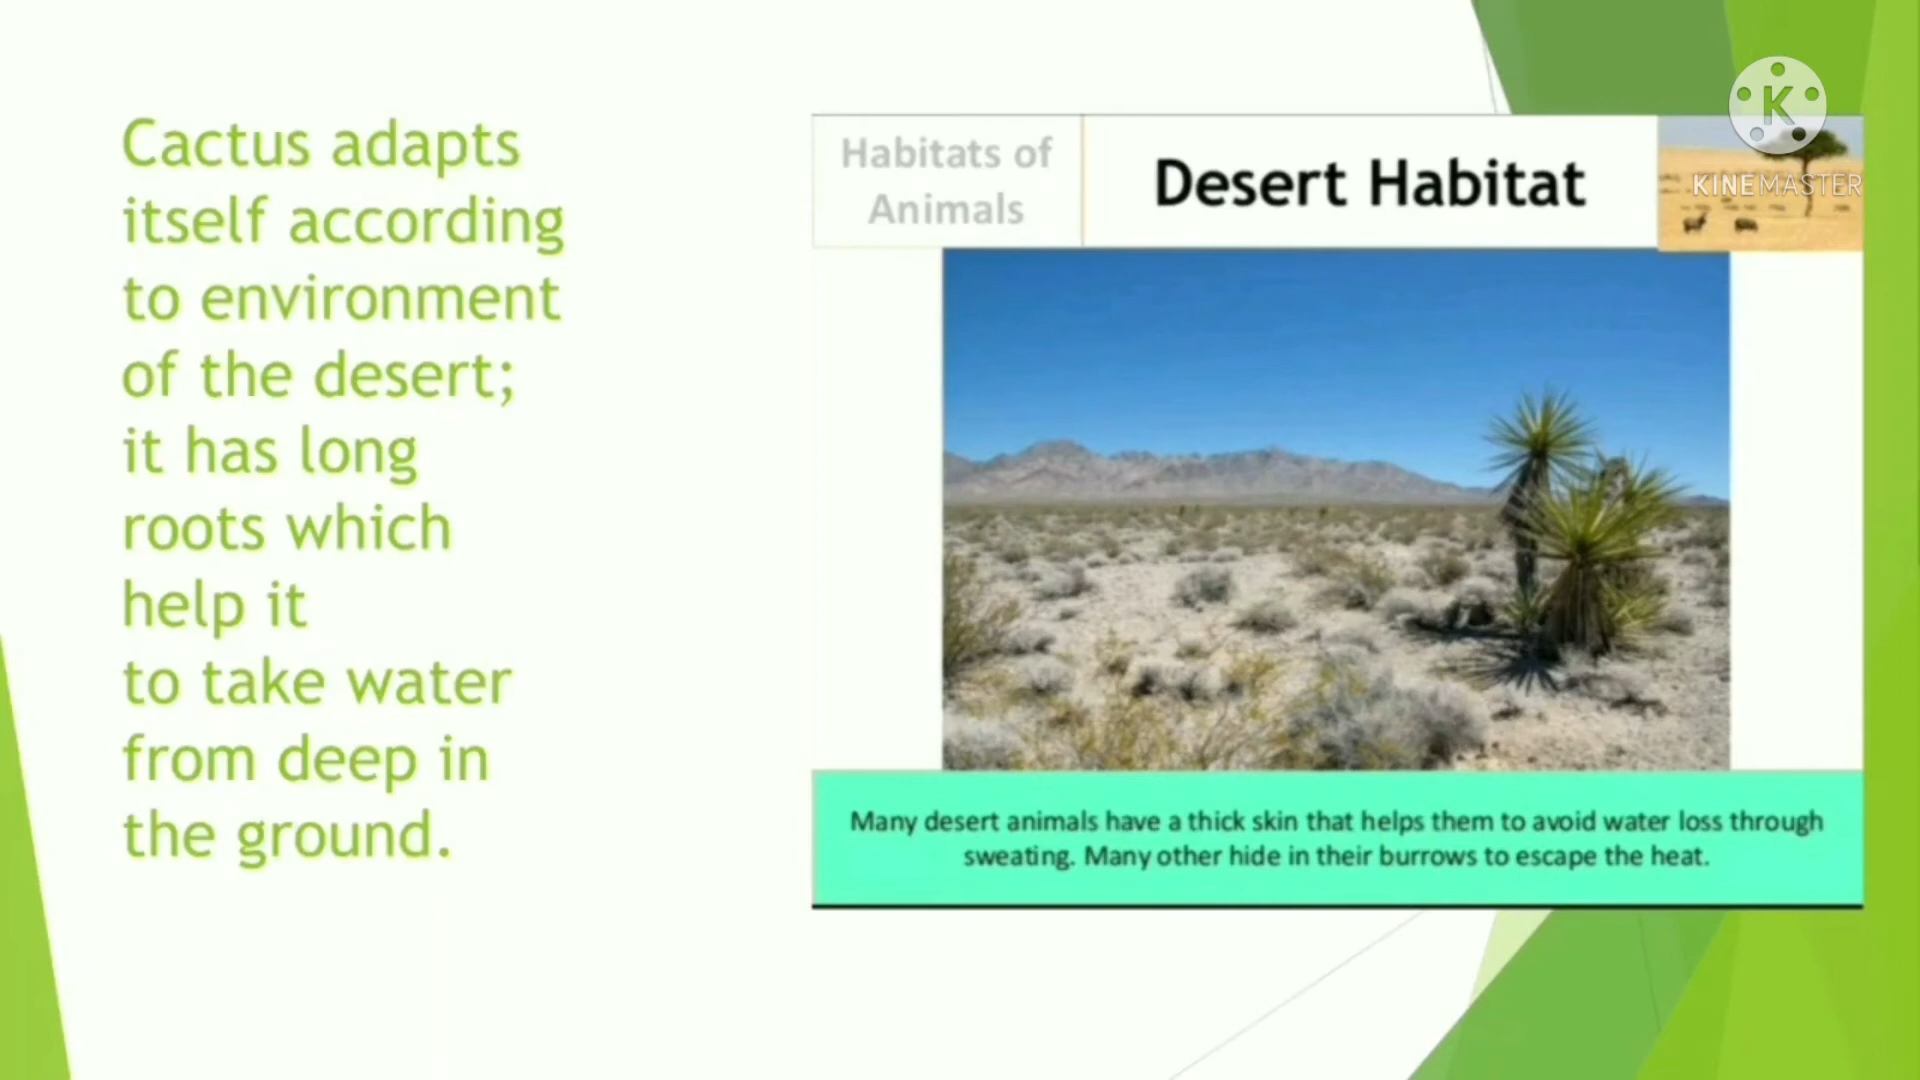 Cactus adapts
itself according
to environment
of the desert;
it has long
roots which
help it
to take water
from deep in
the ground.
Habitats of
Animals
Desert Habitat
K
KINEMASTER
Many desert animals have a thick skin that helps them to avoid water loss through
sweating. Many other hide in their burrows to escape the heat.